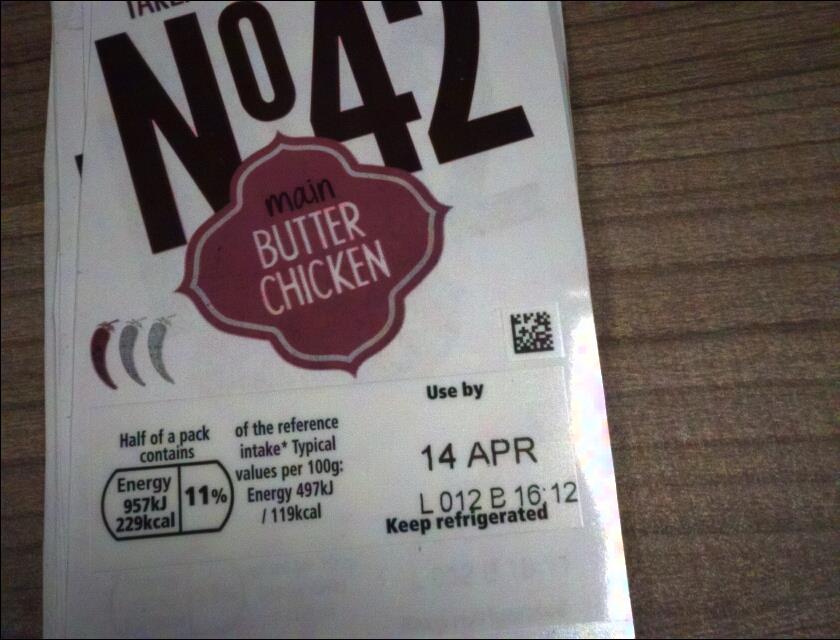 No42
main
BUTTER
CHICKEN
Use by
14 APR
L 012 B 16:12
Keep refrigerated
Half of a pack
contains
Energy
957kJ
229kcal
11%
of the reference
intake* Typical
values per 100g:
Energy 497kJ
/ 119kcal